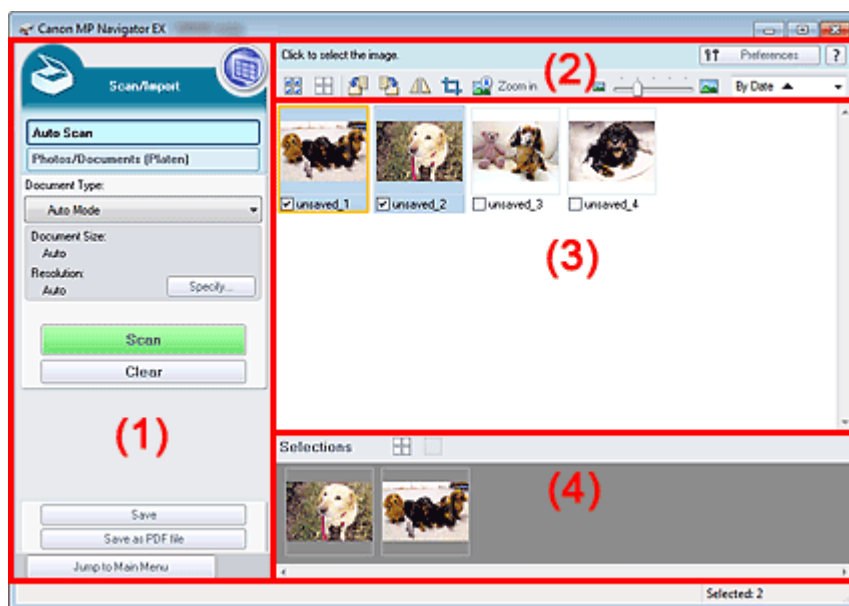 Canon MP Navigator EX
Scan/Import
Auto Scan
Photos/Documents (Platen)
Document Type:
Auto Mode
Document Size:
Auto
Resolution:
Auto
Specify...
Scan
Clear
(1)
Save
Save as PDF file
Jump to Main Menu
Click to select the image.
Preferences
?
Zoom in
(2)
By Date
unsaved_1
unsaved_2
unsaved_3
unsaved_4
(3)
Selections
(4)
Selected: 2